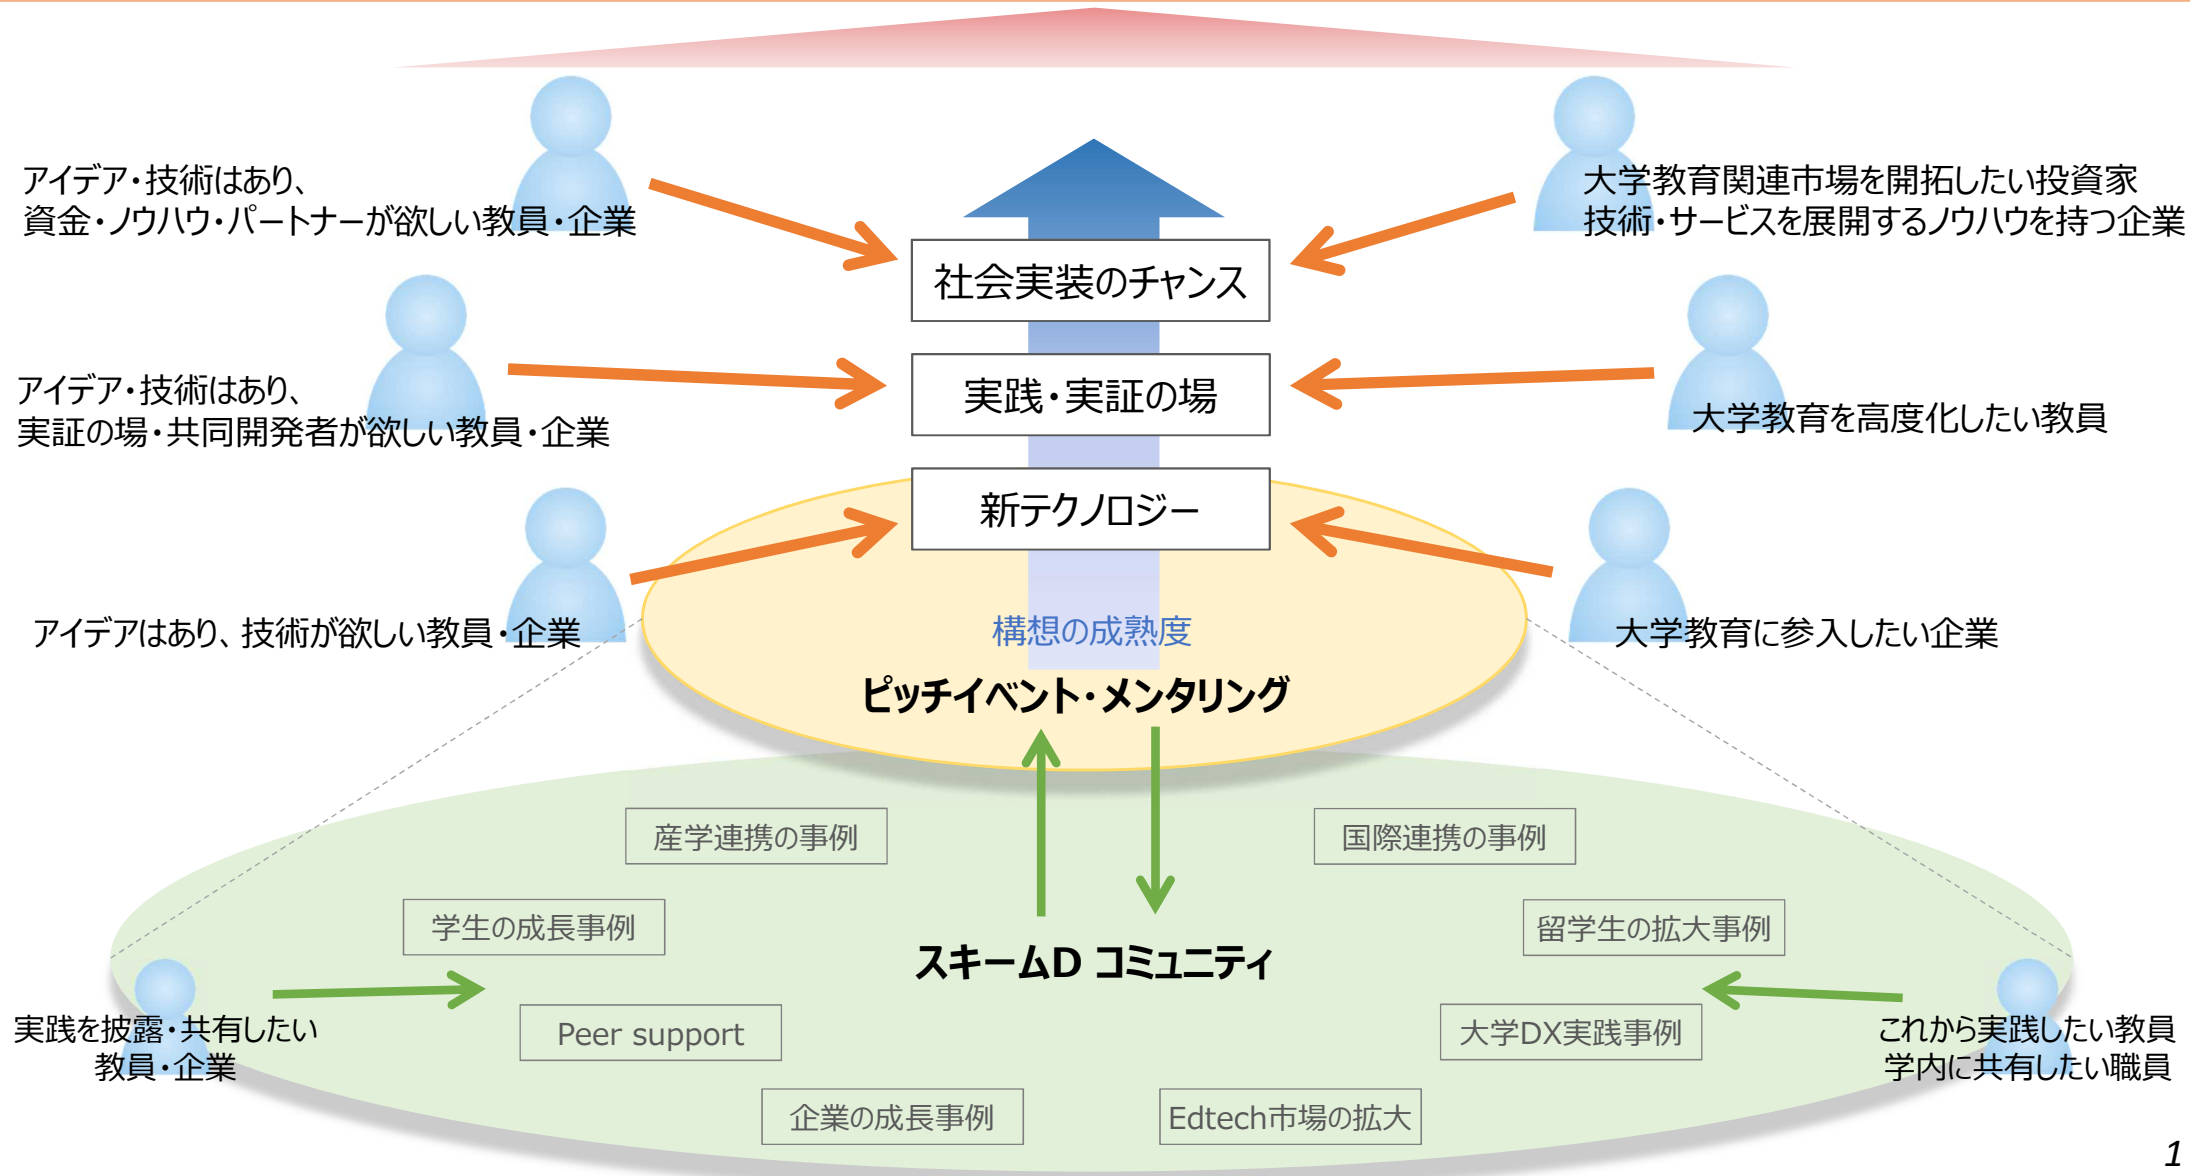 アイデア・技術はあり、
資金・ノウハウ・パートナーが欲しい教員・企業
大学教育関連市場を開拓したい投資家
技術・サービスを展開するノウハウを持つ企業
社会実装のチャンス
アイデア・技術はあり、
実証の場・共同開発者が欲しい教員・企業
実践・実証の場
大学教育を高度化したい教員
新テクノロジー
アイデアはあり、技術が欲しい教員・企業
構想の成熟度
大学教育に参入したい企業
ピッチイベント・メンタリング
産学連携の事例
国際連携の事例
学生の成長事例
留学生の拡大事例
スキームD コミュニティ
実践を披露・共有したい
教員・企業
Peer support
大学DX実践事例
これから実践したい教員
学内に共有したい職員
企業の成長事例
Edtech市場の拡大
1